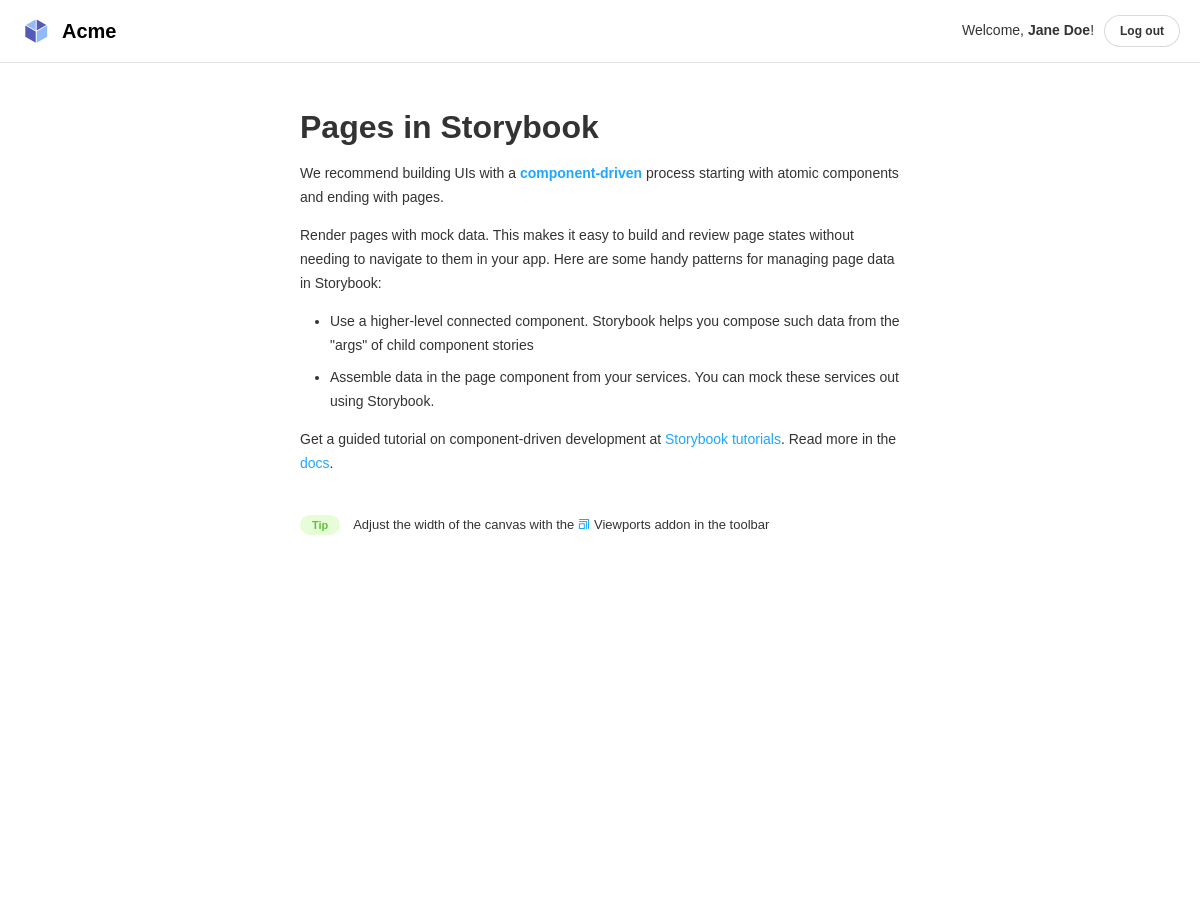 Acme
Welcome, Jane Doe!
Log out
Pages in Storybook
We recommend building UIs with a component-driven process starting with atomic components
and ending with pages.
Render pages with mock data. This makes it easy to build and review page states without
needing to navigate to them in your app. Here are some handy patterns for managing page data
in Storybook:
Use a higher-level connected component. Storybook helps you compose such data from the
"args" of child component stories
Assemble data in the page component from your services. You can mock these services out
using Storybook.
Get a guided tutorial on component-driven development at Storybook tutorials. Read more in the
docs.
Tip Adjust the width of the canvas with the Viewports addon in the toolbar